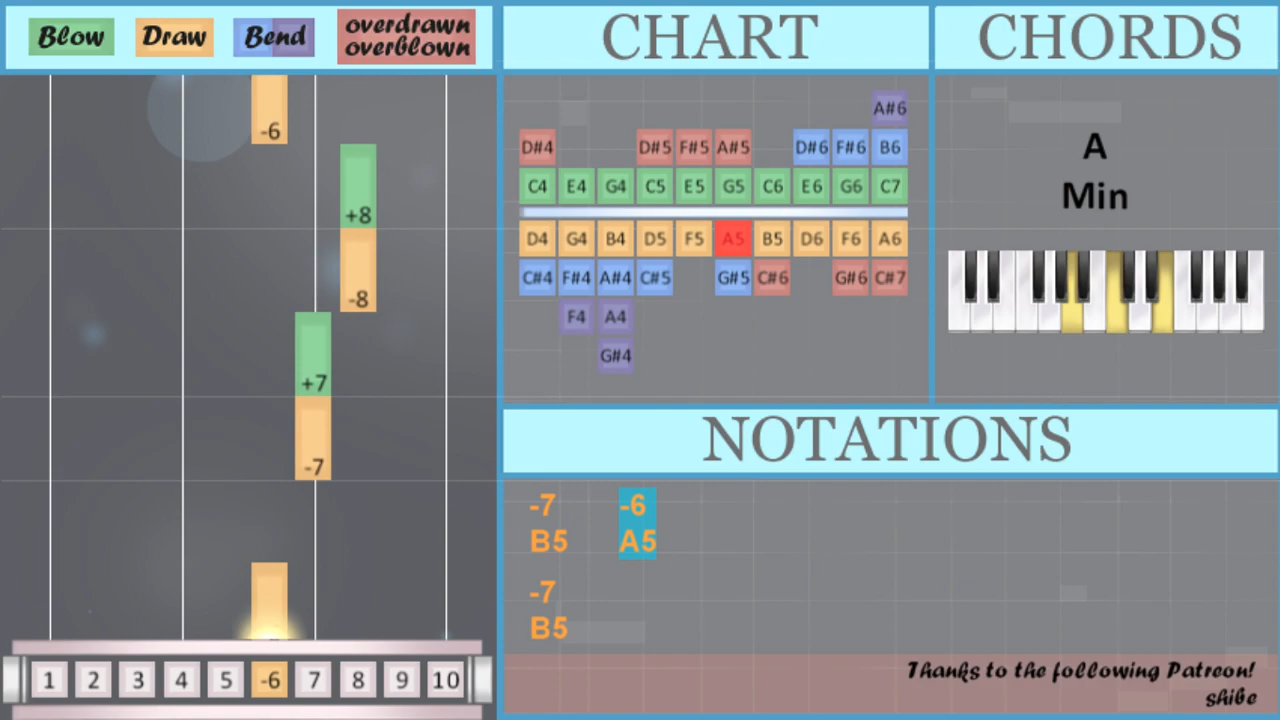 Blow Draw Bend overdrawn
overblown
CHART
CHORDS
-6
+8
-8
+7
-7
1 2 3 4 5 -6 7 8 9 10
A#6
D#4 D#5 F#5 A#5 D#6 F#6 B6
C4 E4 G4 C5 E5 G5 C6 E6 G6 C7
D4 G4 B4 D5 F5 A5 B5 D6 F6 A6
C#4 F#4 A#4 C#5 G#5 C#6 G#6 C#7
F4 A4
G#4
A
Min
NOTATIONS
-7 -6
B5 A5
-7
B5
Thanks to the following Patreon!
shibe